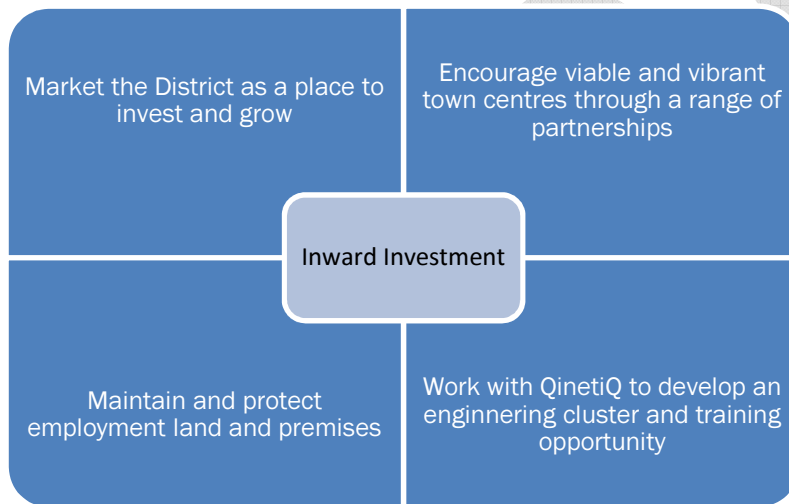 Market the District as a place to
invest and grow
Encourage viable and vibrant
town centres through a range of
partnerships
Inward Investment
Maintain and protect
employment land and premises
Work with QinetiQ to develop an
enginnering cluster and training
opportunity